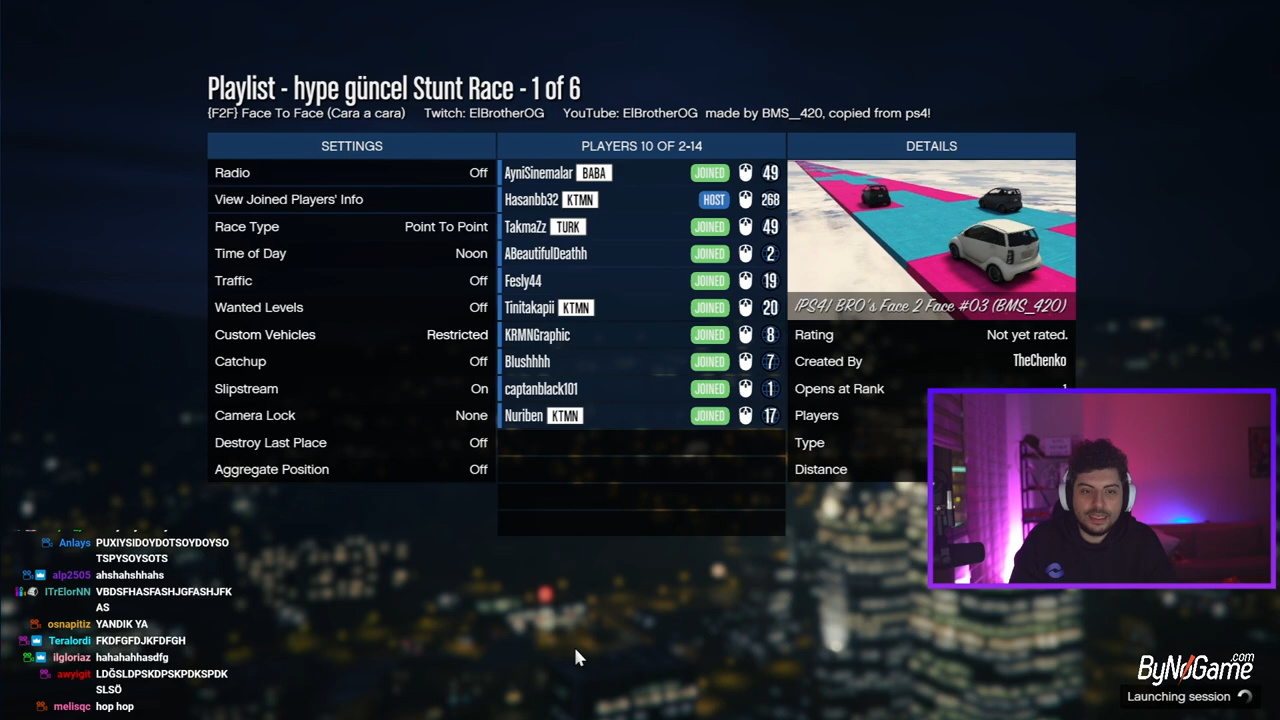 Playlist - hype güncel Stunt Race - 1 of 6
{F2F} Face To Face (Cara a cara) Twitch: ElBrotherOG YouTube: ElBrotherOG made by BMS_420, copied from ps4!
SETTINGS
Radio Off
View Joined Players' Info
Race Type Point To Point
Time of Day Noon
Traffic Off
Wanted Levels Off
Custom Vehicles Restricted
Catchup Off
Slipstream On
Camera Lock None
Destroy Last Place Off
Aggregate Position Off
PLAYERS 10 OF 2-14
AyniSinemalar BABA JOINED 49
Hasanbb32 KTMN HOST 268
TakmaZz TURK JOINED 49
ABeautifulDeathh JOINED 2
Fesly44 JOINED 19
Tinitakapii KTMN JOINED 20
KRMNGraphic JOINED 8
Blushhhh JOINED 7
captanblack101 JOINED 1
Nuriben KTMN JOINED 17
DETAILS
[PS4] BRO's Face 2 Face #03 (BMS_420)
Rating Not yet rated.
Created By TheChenko
Opens at Rank 1
Players
Type
Distance
Anlays PUXIYSIDOYDOTSOYDOYSO
TSPYSOYSOTS
alp2505 ahshahshhahs
ITrElorNN VBDSFHASFASHJGFASHJFK
AS
osnapitiz YANDIK YA
Teralordi FKDFGFDJKFDFGH
ilgloriaz hahahahhasdfg
awyigit LDĞSLDPSKDPSKPDKSPDK
SLSÖ
melisqc hop hop
ByNoGame.com
Launching session